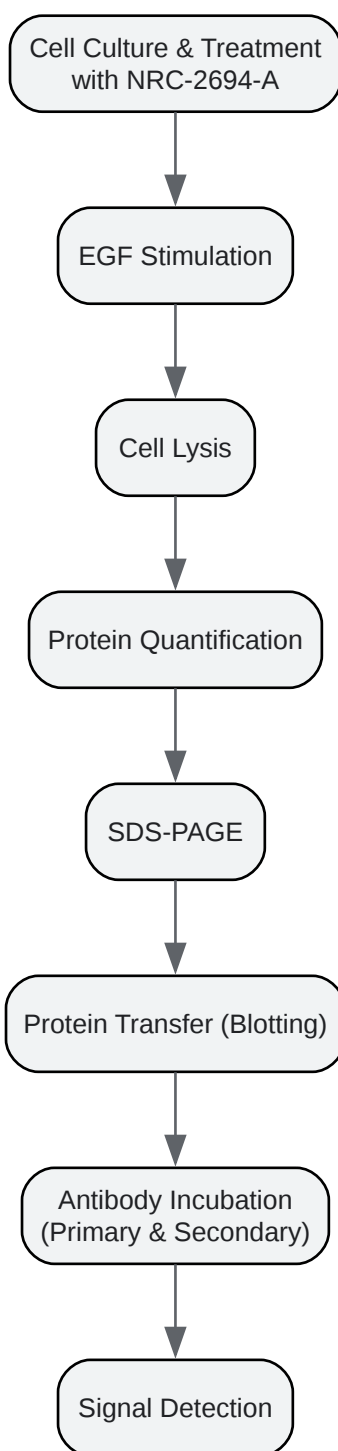 Cell Culture & Treatment
with NRC-2694-A
EGF Stimulation
Cell Lysis
Protein Quantification
SDS-PAGE
Protein Transfer (Blotting)
Antibody Incubation
(Primary & Secondary)
Signal Detection